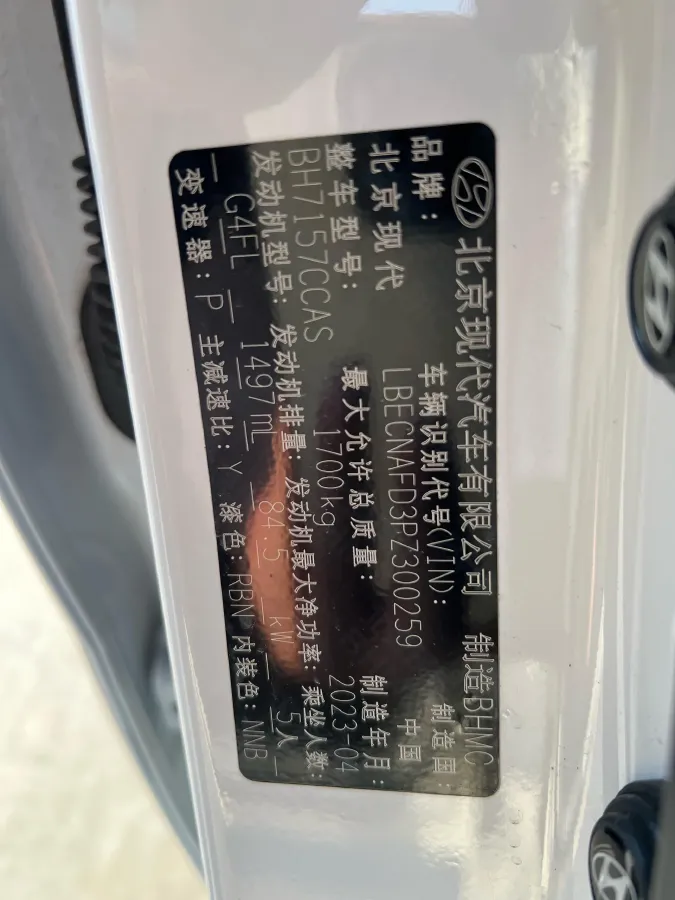 北京现代汽车有限公司 制造BHMC
品牌: 车辆识别代号(VIN): 制造国:
北京现代 LBECNAFD3PZ300259 中国
整车型号: 最大允许总质量: 制造年月:
BH7157CCAS 1700kg 2023-04
发动机型号: 发动机排量: 发动机最大净功率: 乘坐人数:
G4FL 1497mL 84.5 kW 5人
变速器: P 主减速比: Y 漆色: RBN 内装色: NNB